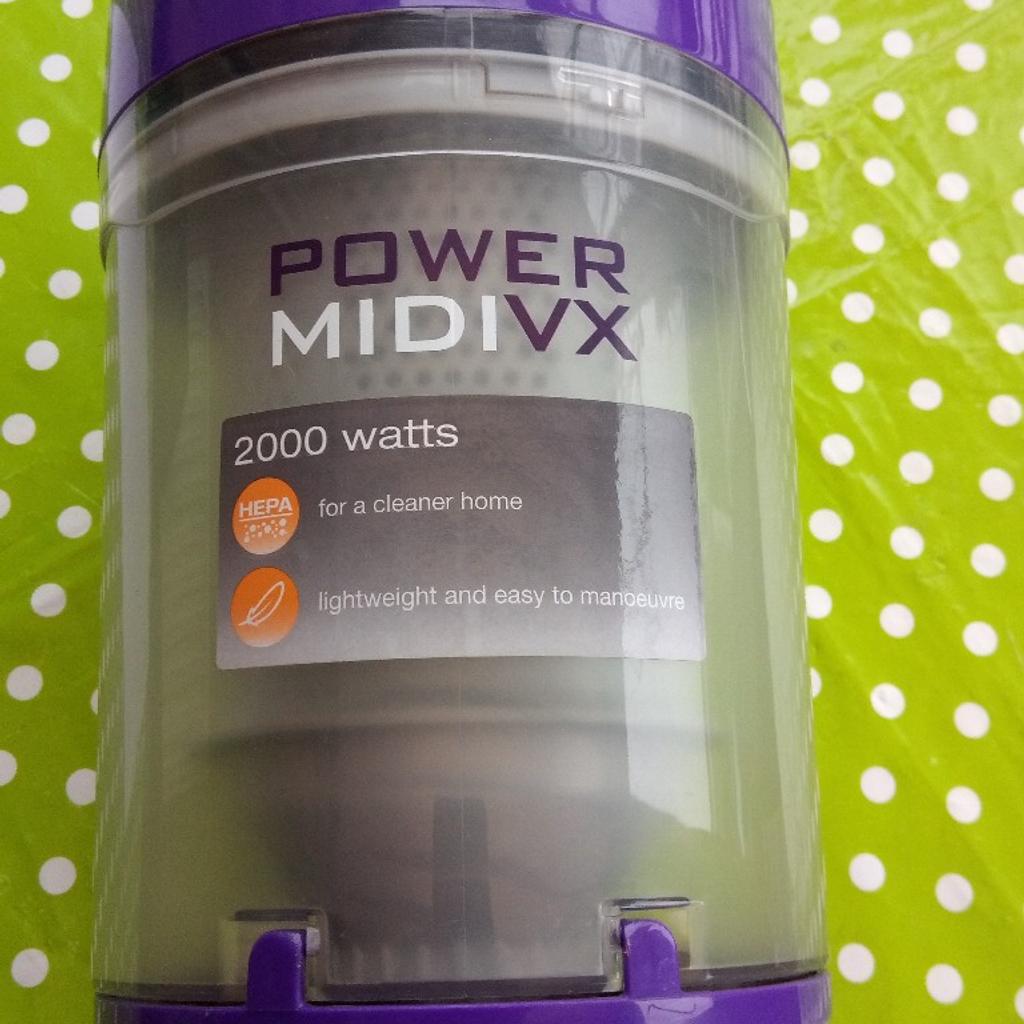 POWER
MIDIVX
2000 watts
HEPA for a cleaner home
lightweight and easy to manoeuvre